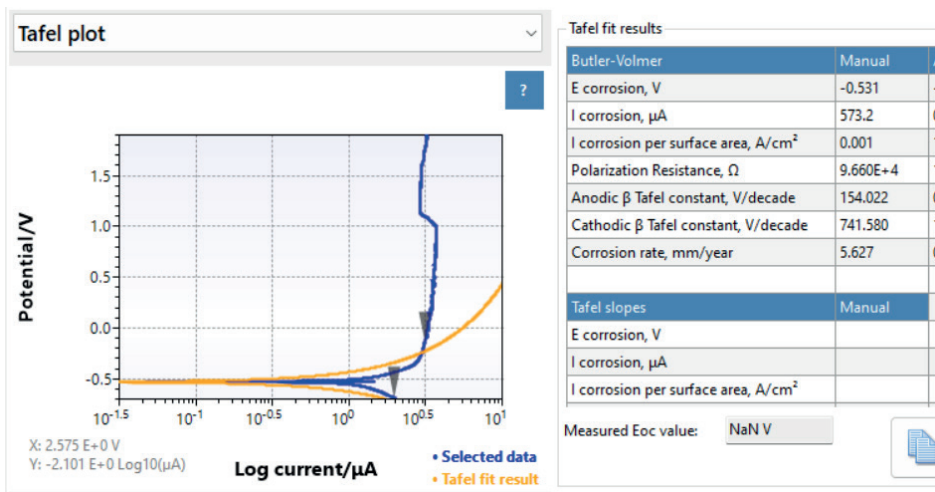 Tafel plot
?
Potential/V
1.5
1.0
0.5
0.0
-0.5
10-1.5 10-1 10-0.5 100 100.5 101
X: 2.575 E+0 V
Y: -2.101 E+0 Log10(µA)
Log current/µA
• Selected data
• Tafel fit result
Tafel fit results
Butler-Volmer Manual
E corrosion, V -0.531
I corrosion, µA 573.2
I corrosion per surface area, A/cm² 0.001
Polarization Resistance, Ω 9.660E+4
Anodic β Tafel constant, V/decade 154.022
Cathodic β Tafel constant, V/decade 741.580
Corrosion rate, mm/year 5.627
Tafel slopes Manual
E corrosion, V
I corrosion, µA
I corrosion per surface area, A/cm²
Measured Eoc value: NaN V